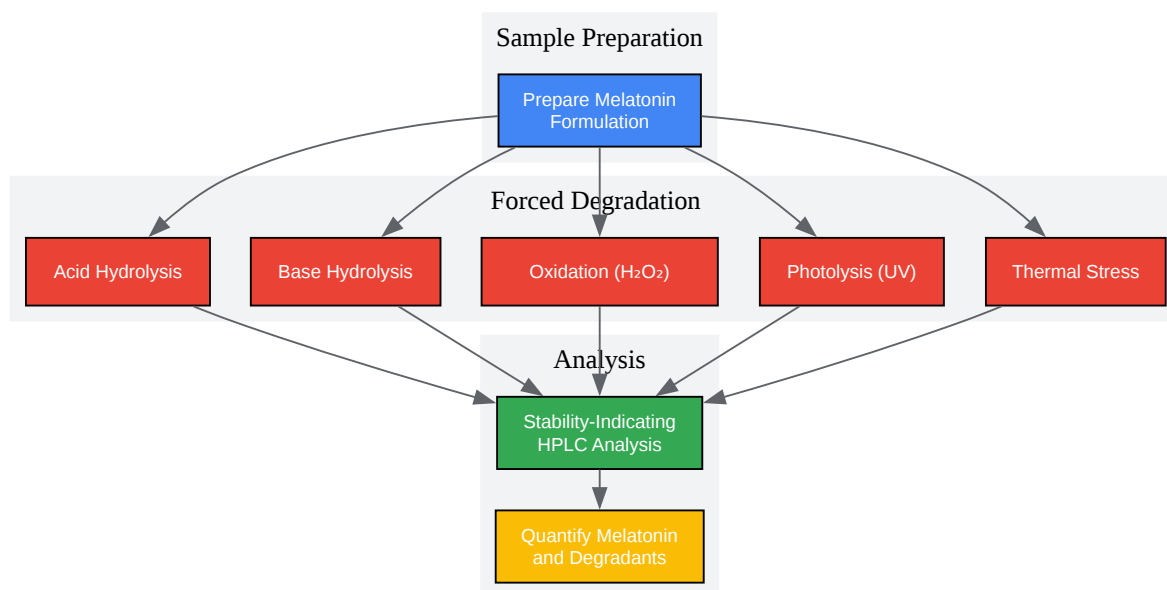 Sample Preparation
Prepare Melatonin
Formulation
Forced Degradation
Acid Hydrolysis
Base Hydrolysis
Oxidation (H₂O₂)
Photolysis (UV)
Thermal Stress
Analysis
Stability-Indicating
HPLC Analysis
Quantify Melatonin
and Degradants